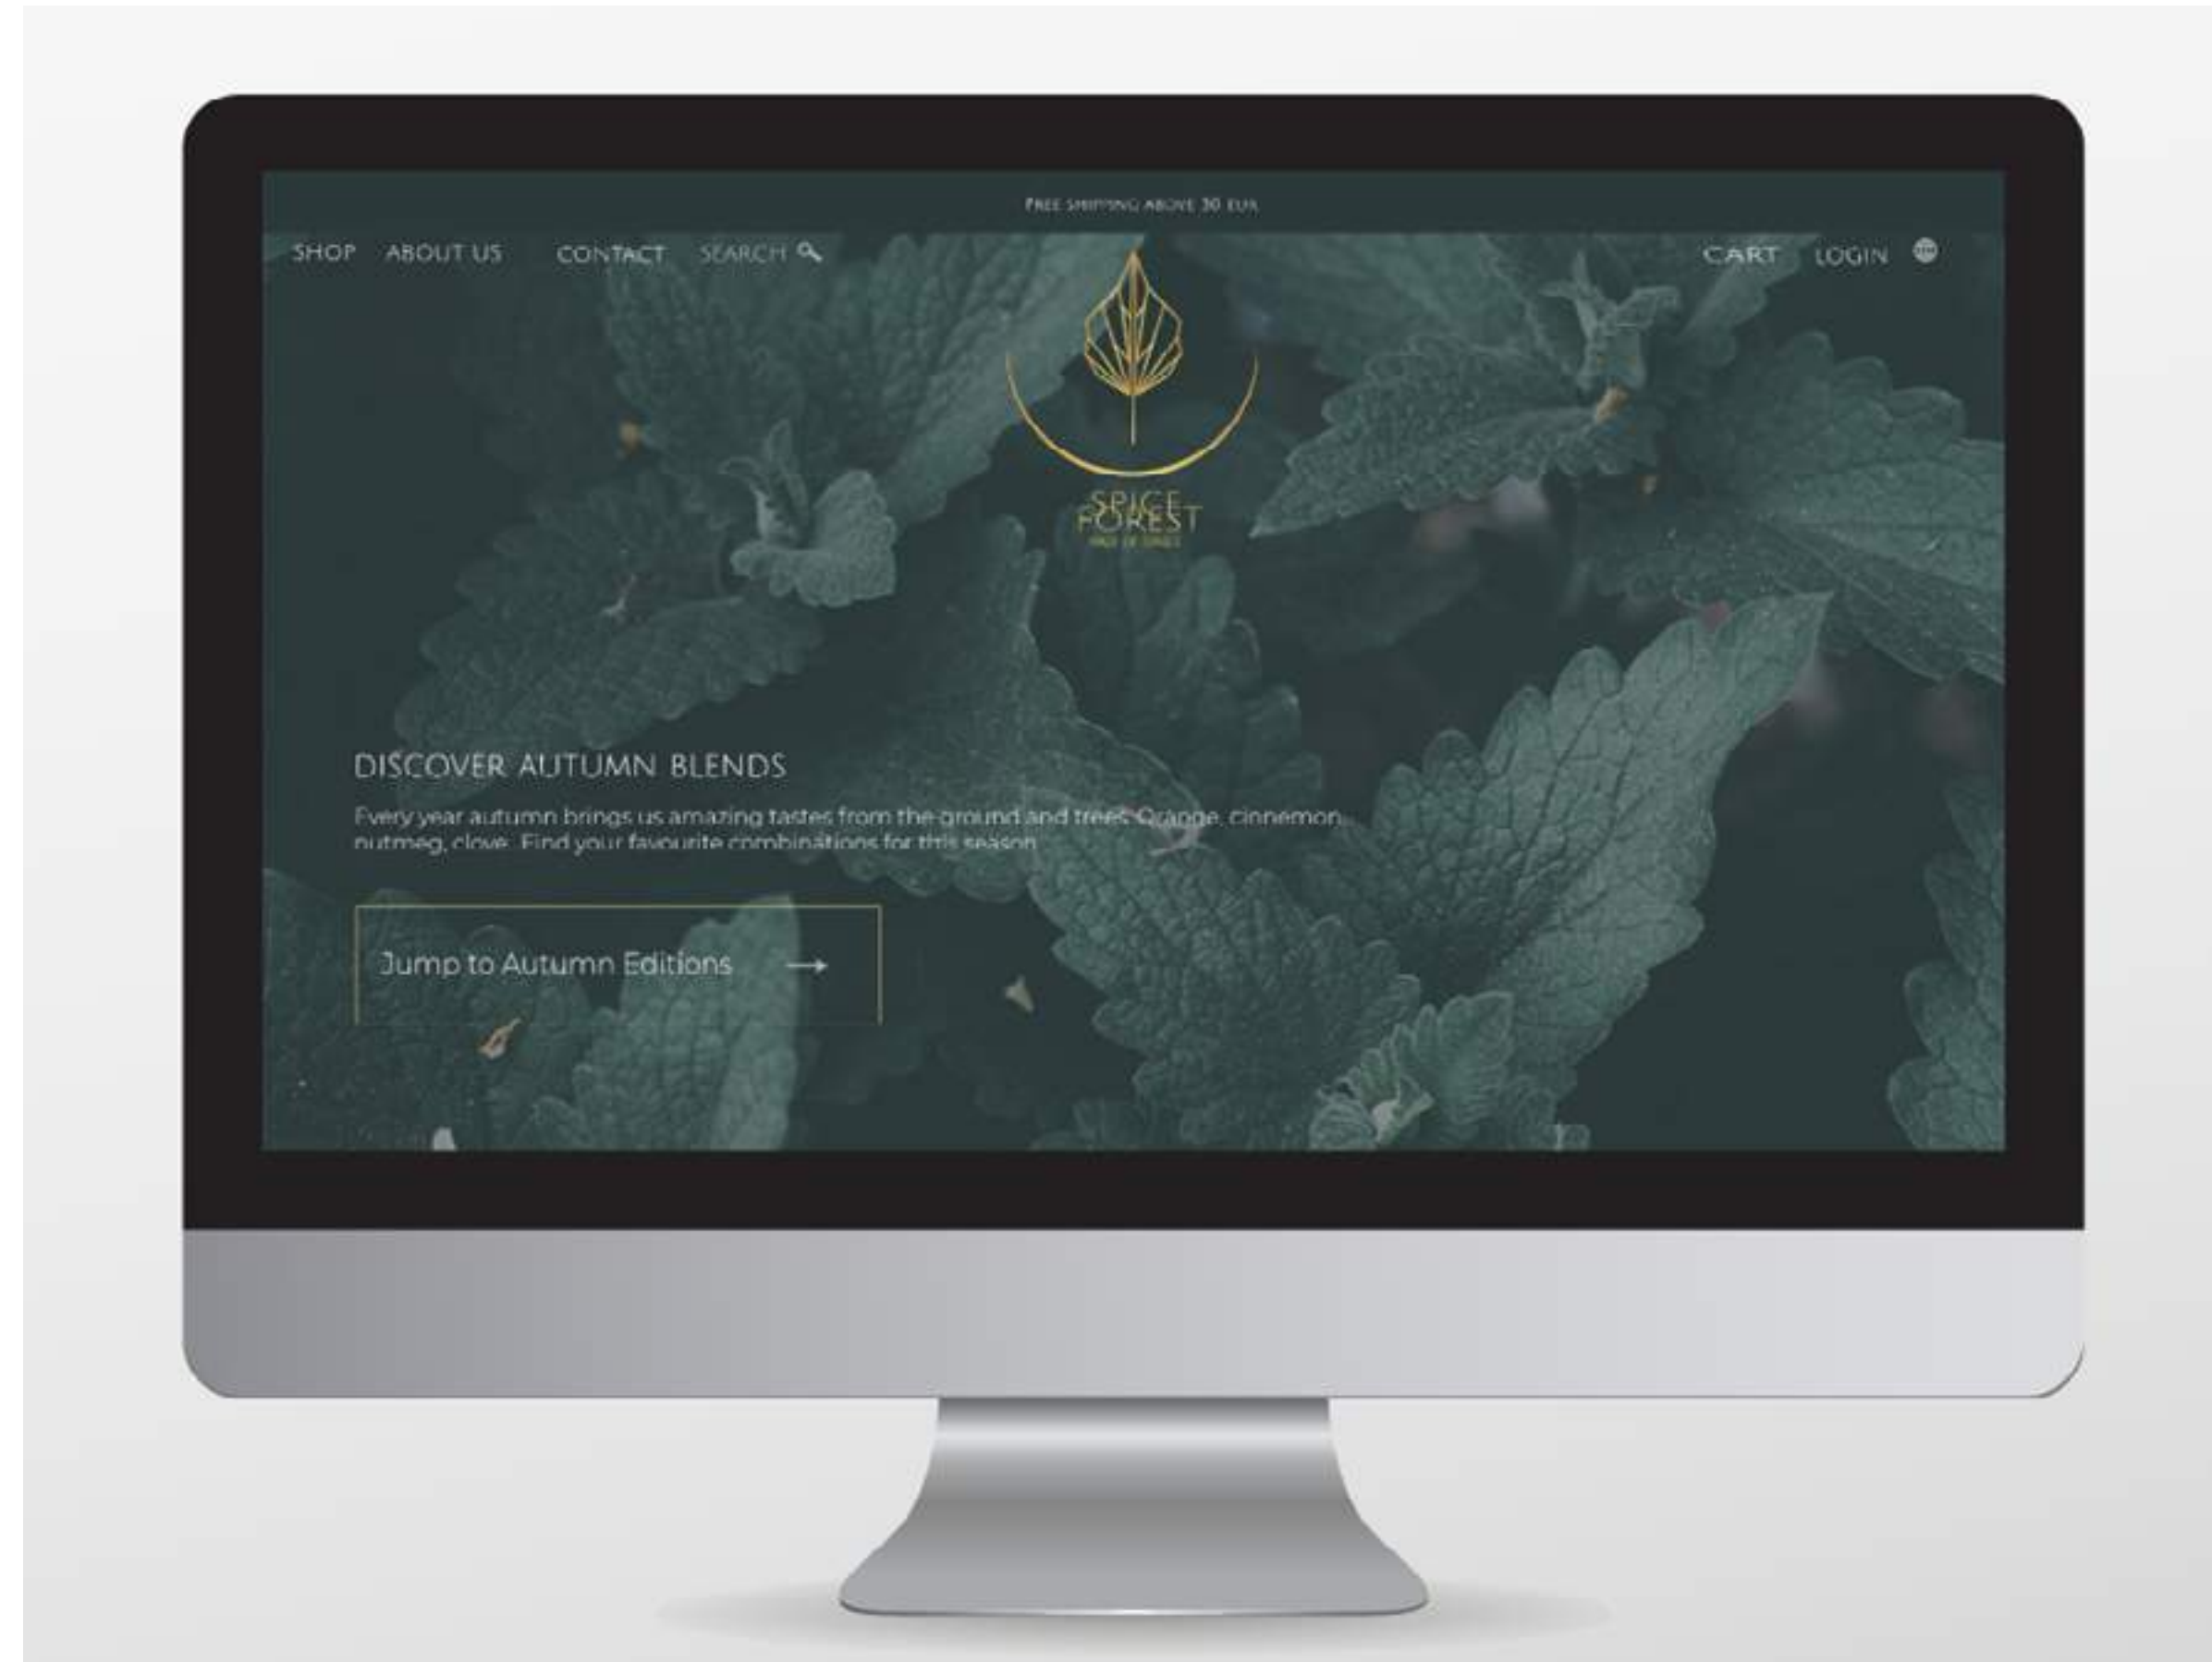 FREE SHIPPING ABOVE 30 EUR
SHOP ABOUT US CONTACT SEARCH CART LOGIN
SPICE
FOREST
DISCOVER AUTUMN BLENDS
Every year autumn brings us amazing tastes from the ground and trees. Orange, cinnemon,
nutmeg, clove. Find your favourite combinations for this season.
Jump to Autumn Editions →